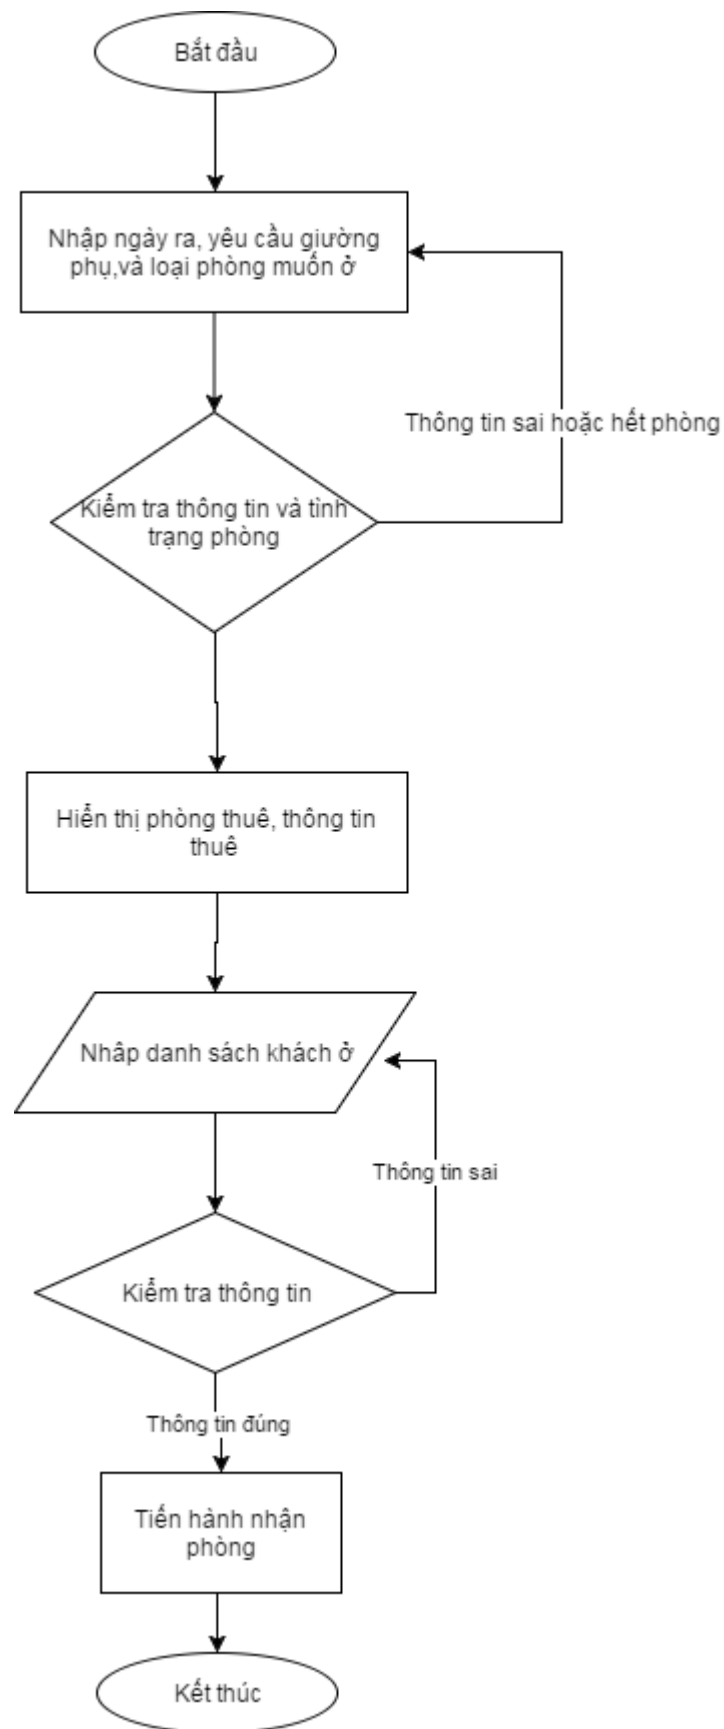 Bắt đầu
Nhập ngày ra, yêu cầu giường
phụ,và loại phòng muốn ở
Thông tin sai hoặc hết phòng
Kiểm tra thông tin và tình
trạng phòng
Hiển thị phòng thuê, thông tin
thuê
Nhâp danh sách khách ở
Thông tin sai
Kiểm tra thông tin
Thông tin đúng
Tiến hành nhận
phòng
Kết thúc